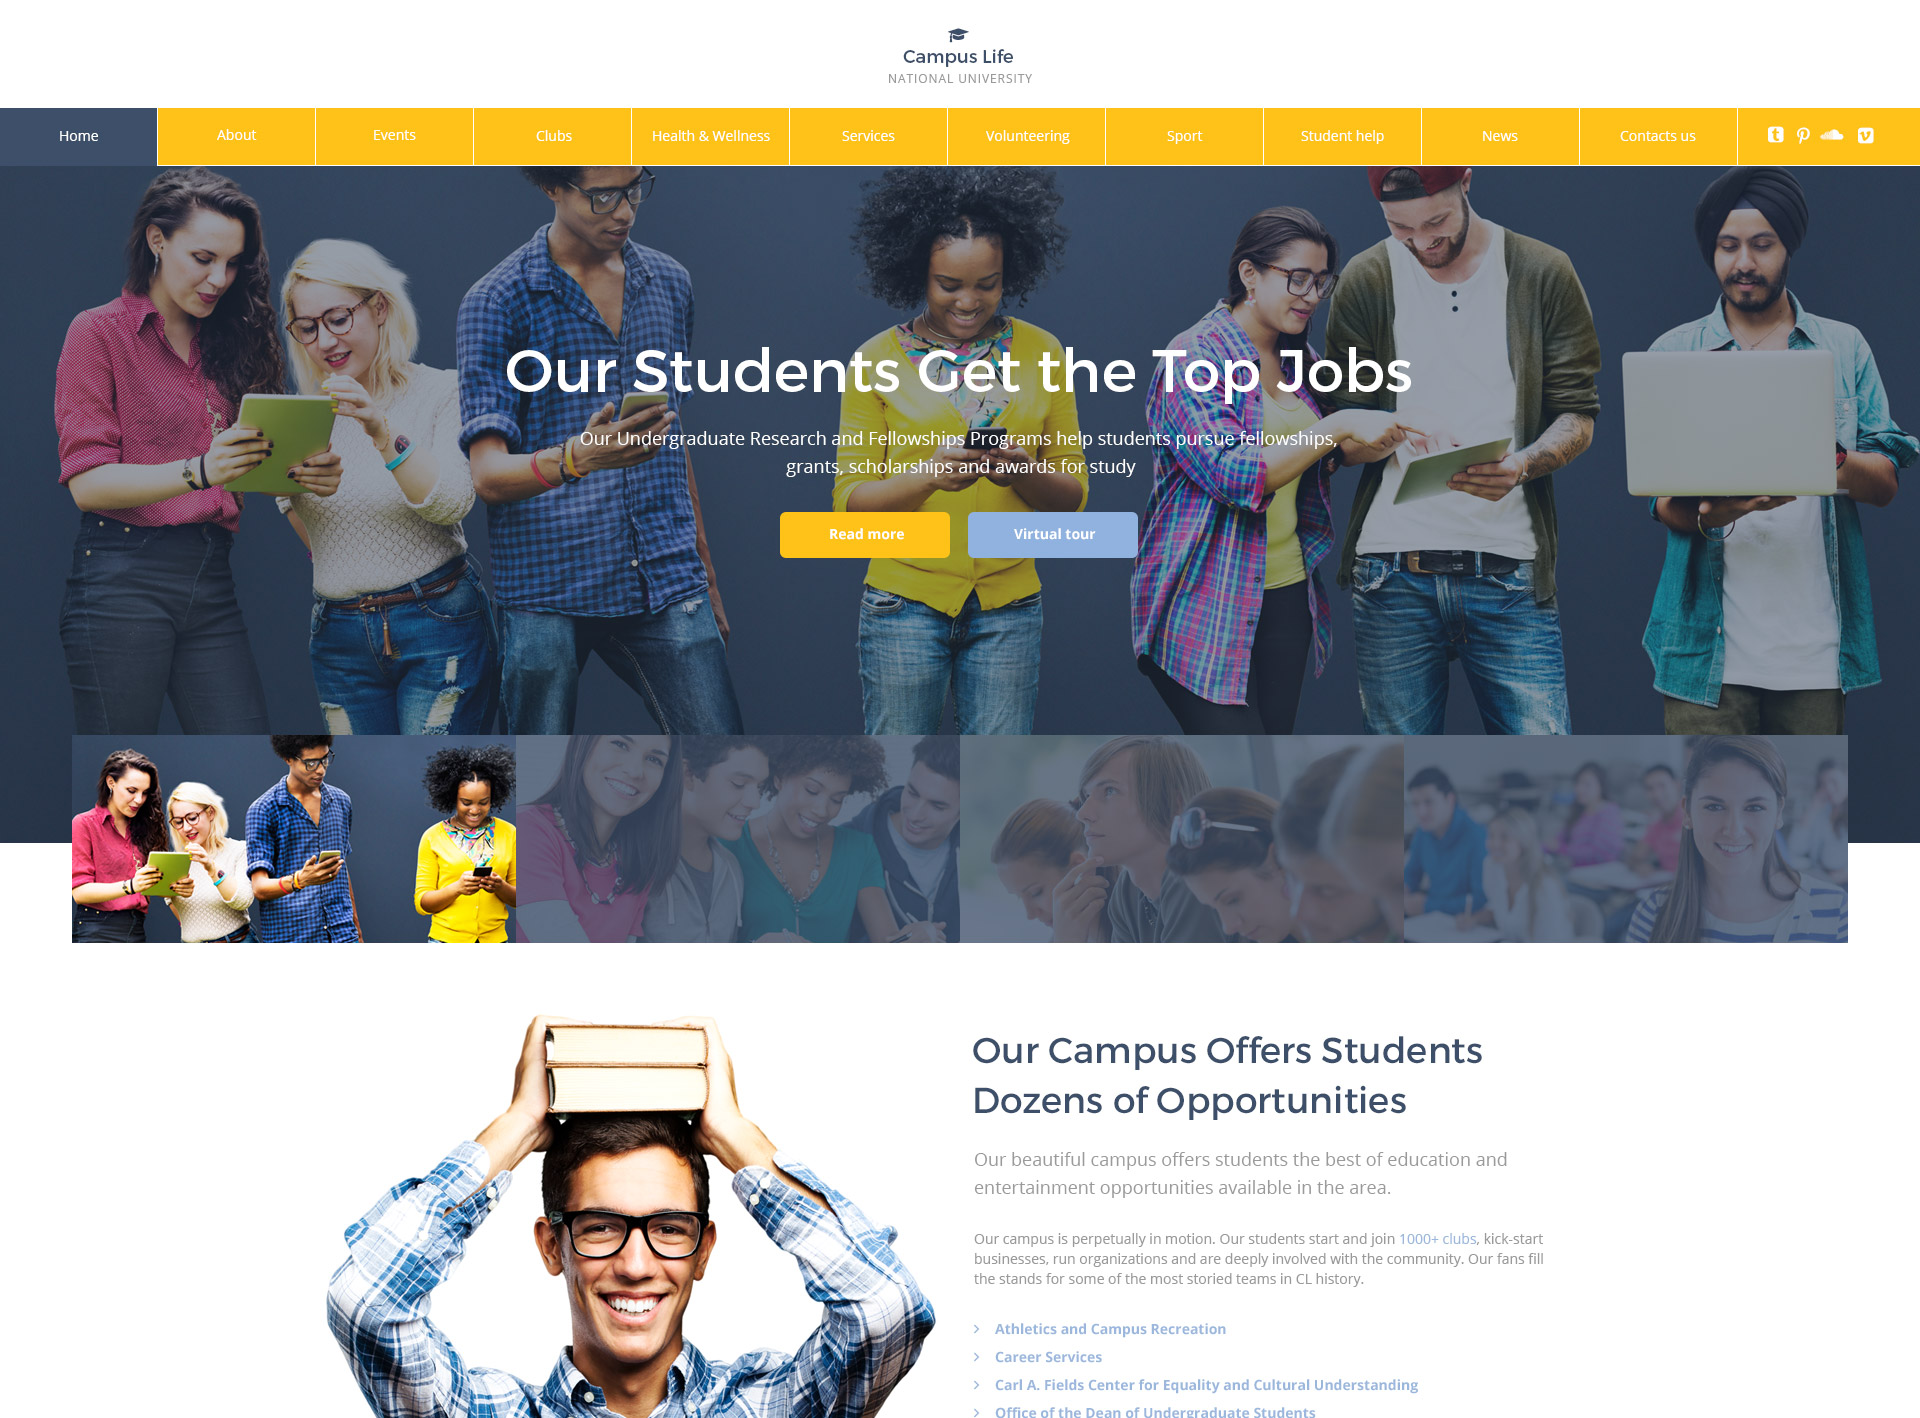 Campus Life
NATIONAL UNIVERSITY
Home
About
Events
Clubs
Health & Wellness
Services
Volunteering
Sport
Student help
News
Contacts us
Our Students Get the Top Jobs
Our Undergraduate Research and Fellowships Programs help students pursue fellowships,
grants, scholarships and awards for study
Read more
Virtual tour
Our Campus Offers Students
Dozens of Opportunities
Our beautiful campus offers students the best of education and
entertainment opportunities available in the area.
Our campus is perpetually in motion. Our students start and join 1000+ clubs, kick-start
businesses, run organizations and are deeply involved with the community. Our fans fill
the stands for some of the most storied teams in CL history.
Athletics and Campus Recreation
Career Services
Carl A. Fields Center for Equality and Cultural Understanding
Office of the Dean of Undergraduate Students